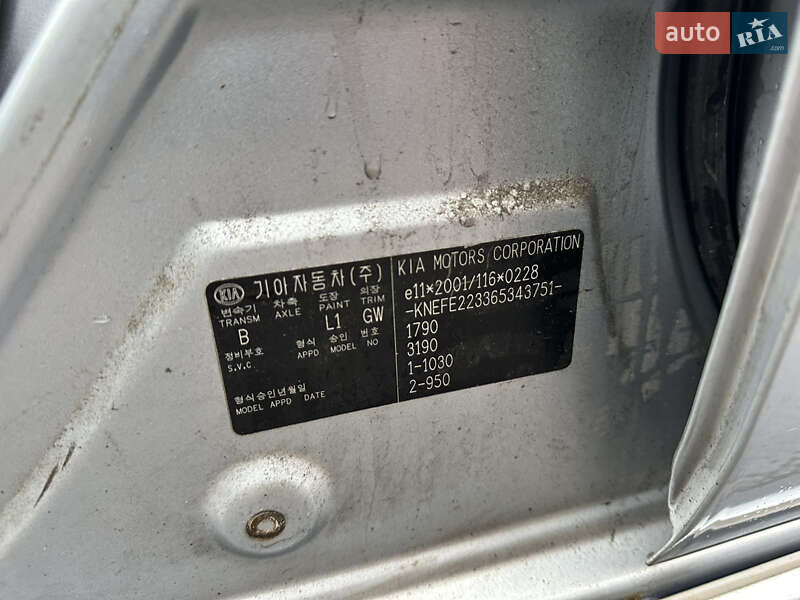 auto RIA .com
KIA 기아자동차(주)
변속기 차축 도장 의장
TRANSM AXLE PAINT TRIM
B L1 GW
정비부호 형식 승인 번호
S.V.C APPD MODEL NO
형식승인년월일
MODEL APPD DATE
KIA MOTORS CORPORATION
e11*2001/116*0228
-KNEFE223365343751-
1790
3190
1-1030
2-950